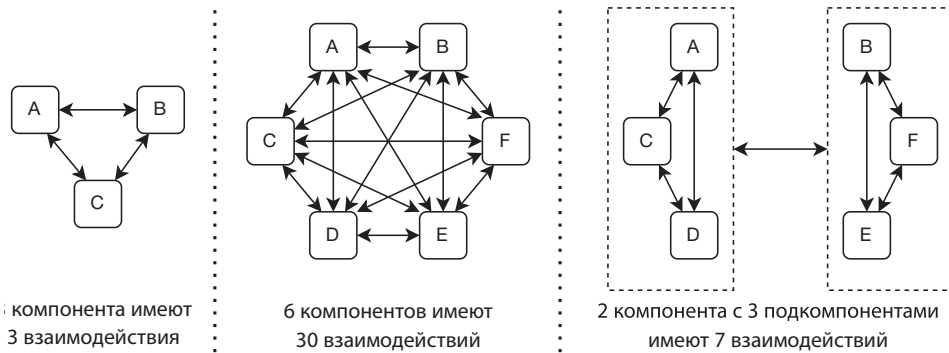 A
B
C
компонента имеют
3 взаимодействия
A
B
C
F
D
E
6 компонентов имеют
30 взаимодействий
A
C
D
B
F
E
2 компонента с 3 подкомпонентами
имеют 7 взаимодействий